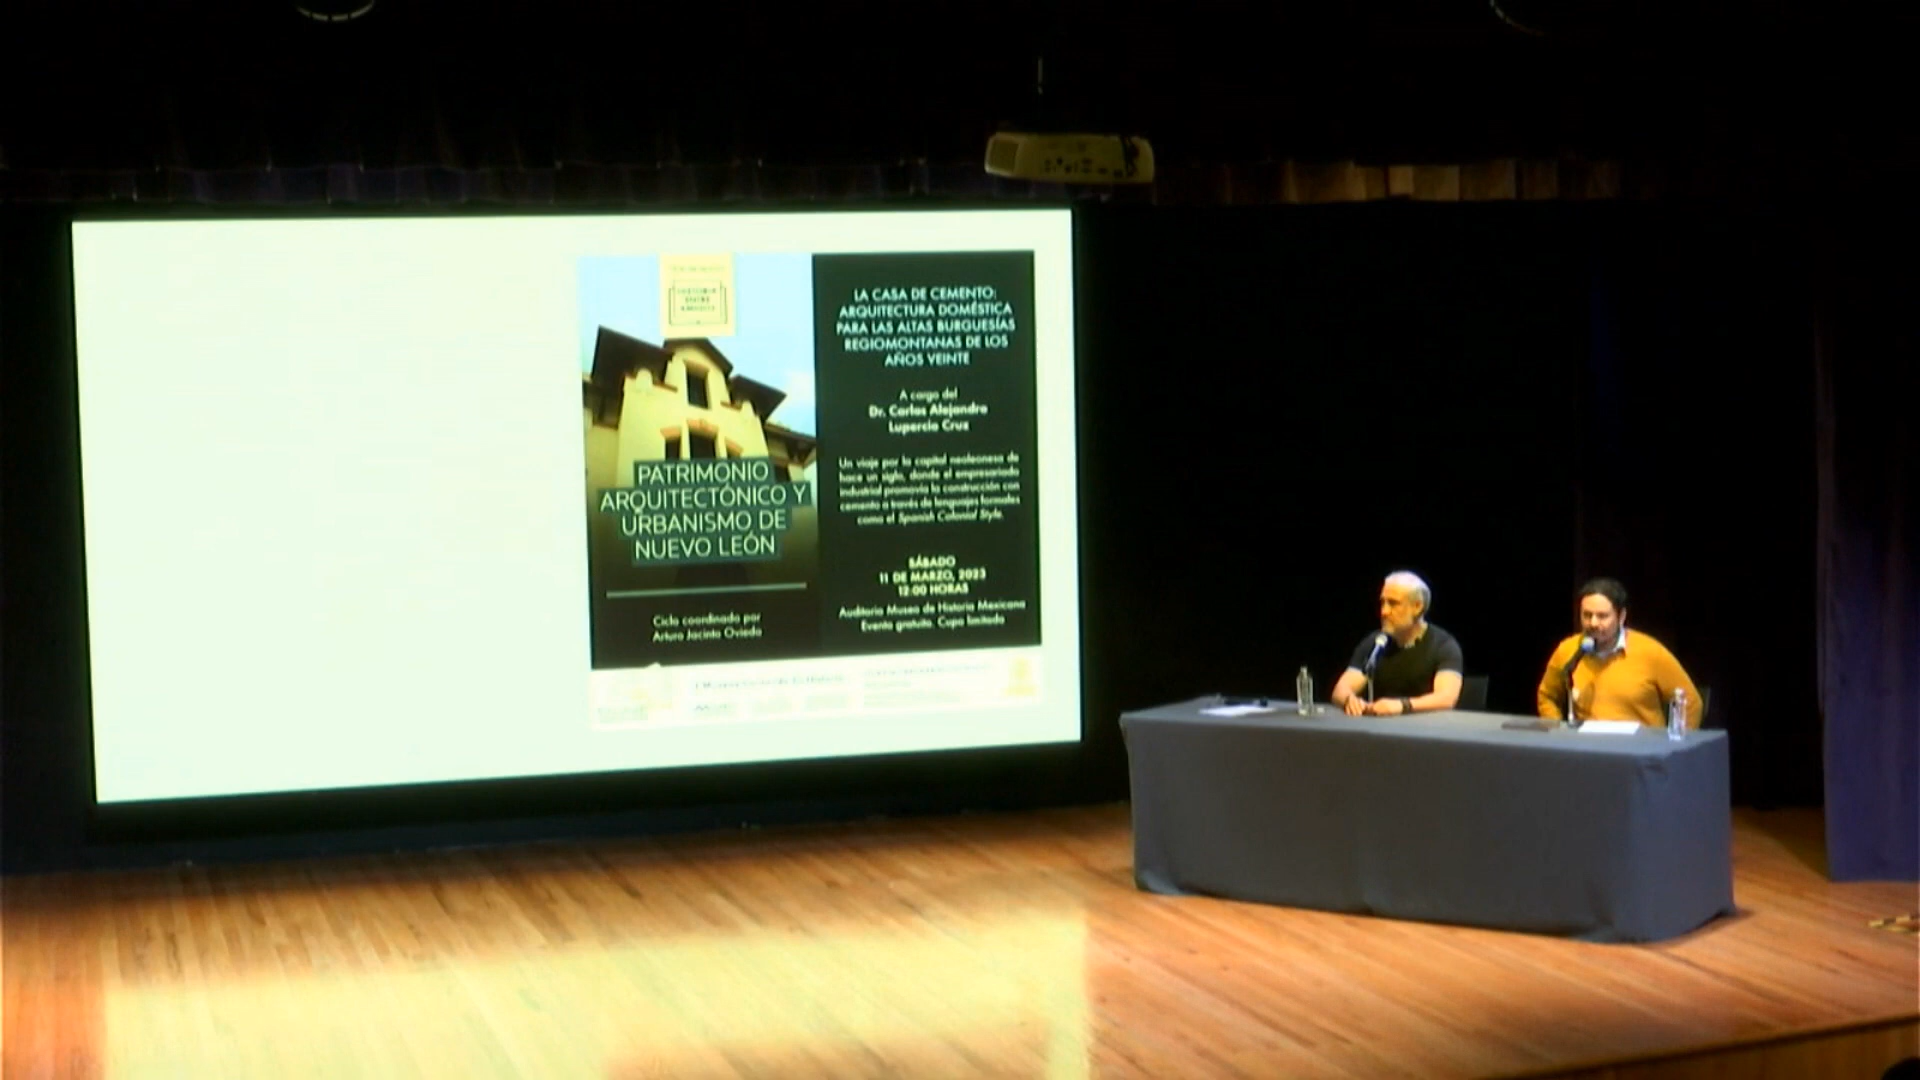 PATRIMONIO
ARQUITECTÓNICO Y
URBANISMO DE
NUEVO LEÓN
Ciclo coordinado por
Arturo Jacinto Oviedo
LA CASA DE CEMENTO:
ARQUITECTURA DOMÉSTICA
PARA LAS ALTAS BURGUESÍAS
REGIOMONTANAS DE LOS
AÑOS VEINTE
A cargo del
Dr. Carlos Alejandro
Lupercio Cruz
Un viaje por la capital neoleonesa de
hace un siglo, donde el empresariado
industrial promovía la construcción con
cemento a través de lenguajes formales
como el Spanish Colonial Style.
SÁBADO
11 DE MARZO, 2023
12:00 HORAS
Auditorio Museo de Historia Mexicana
Evento gratuito. Cupo limitado